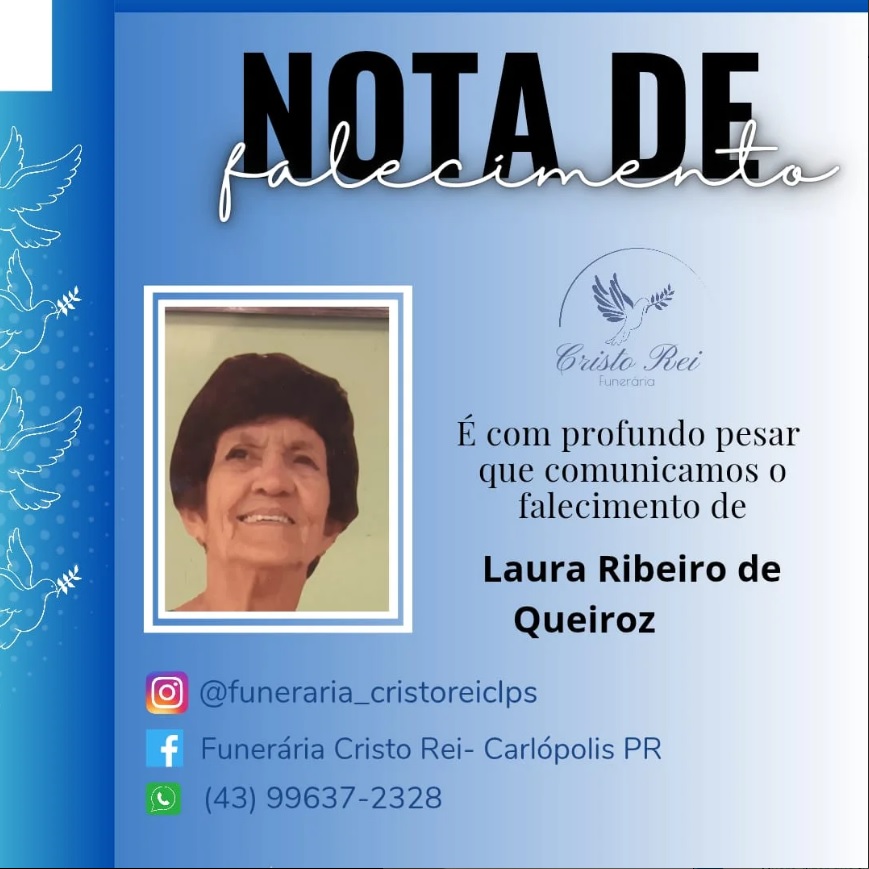 NOTA DE
falecimento
Cristo Rei
Funerária
É com profundo pesar
que comunicamos o
falecimento de
Laura Ribeiro de
Queiroz
@funeraria_cristoreiclps
Funerária Cristo Rei- Carlópolis PR
(43) 99637-2328